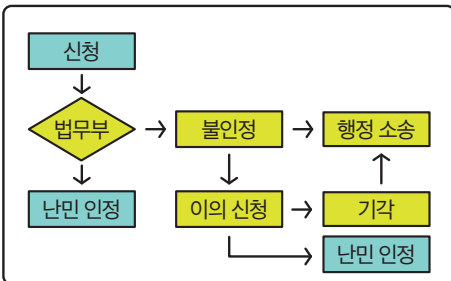 신청
법무부
불인정
행정 소송
난민 인정
이의 신청
기각
난민 인정